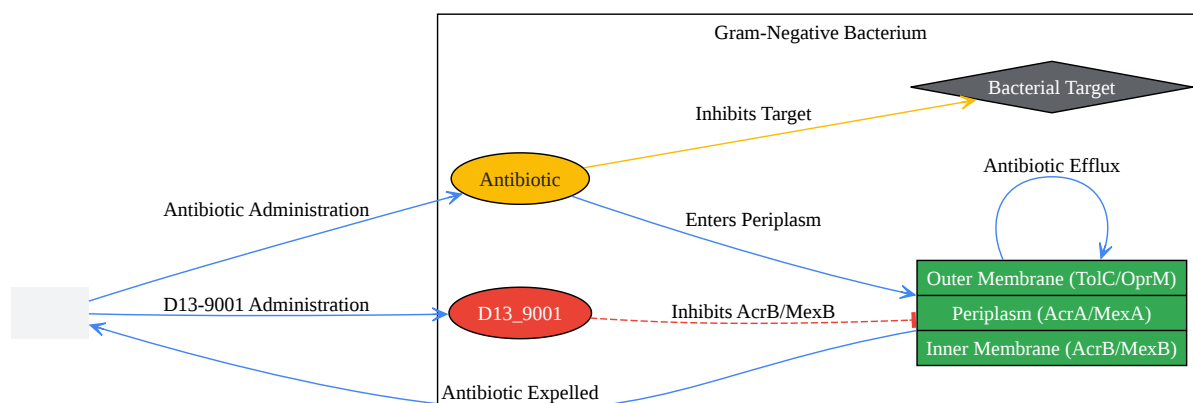 Gram-Negative Bacterium
Bacterial Target
Inhibits Target
Antibiotic
Antibiotic Efflux
Antibiotic Administration
Enters Periplasm
Outer Membrane (TolC/OprM)
D13-9001 Administration
D13_9001
Inhibits AcrB/MexB
Periplasm (AcrA/MexA)
Inner Membrane (AcrB/MexB)
Antibiotic Expelled